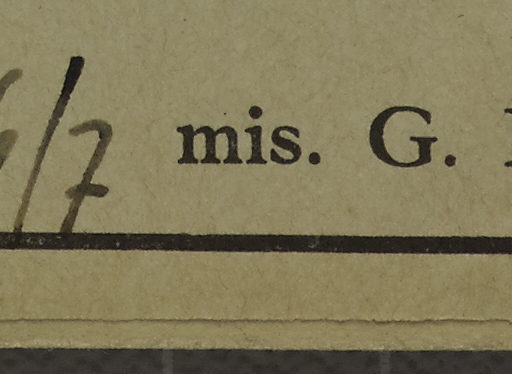 /7 mis. G.